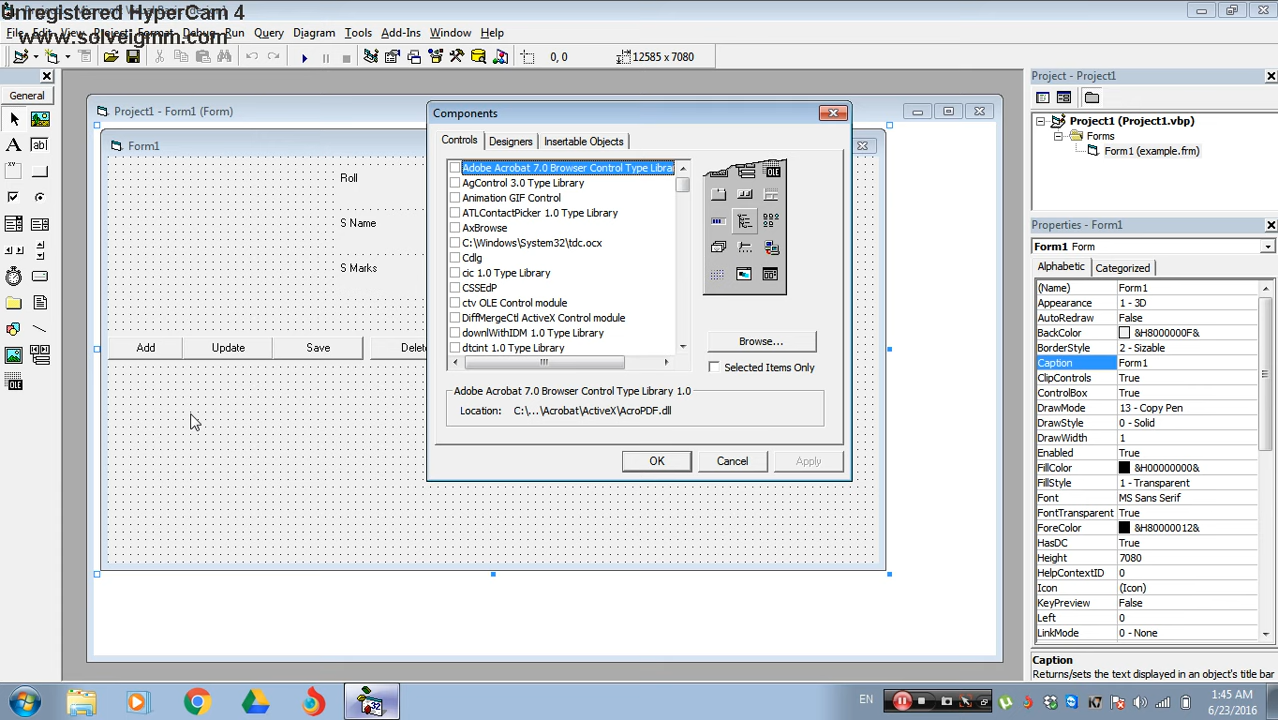 Unregistered HyperCam 4
www.solveigmm.com
File Edit View Project Format Debug Run Query Diagram Tools Add-Ins Window Help
0, 0
12585 x 7080
General
Project1 - Form1 (Form)
Form1
Roll
S Name
S Marks
Add
Update
Save
Delet
Components
Controls
Designers
Insertable Objects
Adobe Acrobat 7.0 Browser Control Type Libra
AgControl 3.0 Type Library
Animation GIF Control
ATLContactPicker 1.0 Type Library
AxBrowse
C:\Windows\System32\tdc.ocx
Cdlg
cic 1.0 Type Library
CSSEdP
ctv OLE Control module
DiffMergeCtl ActiveX Control module
downlWithIDM 1.0 Type Library
dtcint 1.0 Type Library
OLE
Browse...
Selected Items Only
Adobe Acrobat 7.0 Browser Control Type Library 1.0
Location: C:\...\Acrobat\ActiveX\AcroPDF.dll
OK
Cancel
Apply
Project - Project1
Project1 (Project1.vbp)
Forms
Form1 (example.frm)
Properties - Form1
Form1 Form
Alphabetic
Categorized
(Name) Form1
Appearance 1 - 3D
AutoRedraw False
BackColor &H8000000F&
BorderStyle 2 - Sizable
Caption Form1
ClipControls True
ControlBox True
DrawMode 13 - Copy Pen
DrawStyle 0 - Solid
DrawWidth 1
Enabled True
FillColor &H00000000&
FillStyle 1 - Transparent
Font MS Sans Serif
FontTransparent True
ForeColor &H80000012&
HasDC True
Height 7080
HelpContextID 0
Icon (Icon)
KeyPreview False
Left 0
LinkMode 0 - None
Caption
Returns/sets the text displayed in an object's title bar
EN
1:45 AM
6/23/2016